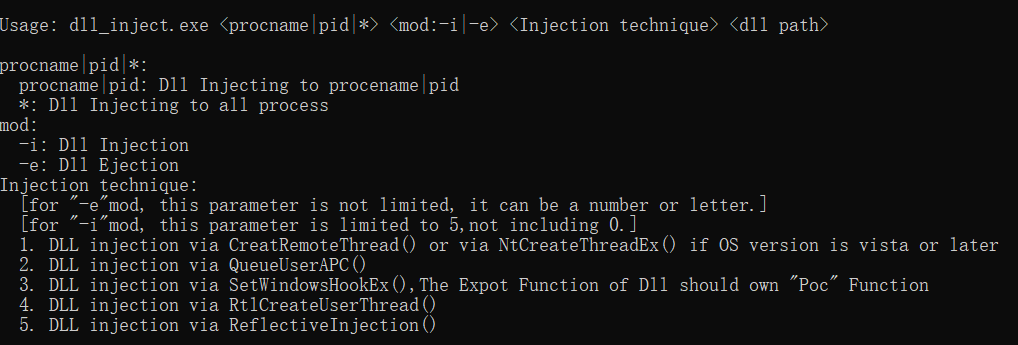 Usage: dll_inject.exe <procname|pid|*> <mod:-i|-e> <Injection technique> <dll path>
procname|pid|*:
procname|pid: Dll Injecting to procename|pid
*: Dll Injecting to all process
mod:
-i: Dll Injection
-e: Dll Ejection
Injection technique:
[for "-e"mod, this parameter is not limited, it can be a number or letter.]
[for "-i"mod, this parameter is limited to 5,not including 0.]
1. DLL injection via CreatRemoteThread() or via NtCreateThreadEx() if OS version is vista or later
2. DLL injection via QueueUserAPC()
3. DLL injection via SetWindowsHookEx(),The Expot Function of Dll should own "Poc" Function
4. DLL injection via RtlCreateUserThread()
5. DLL injection via ReflectiveInjection()